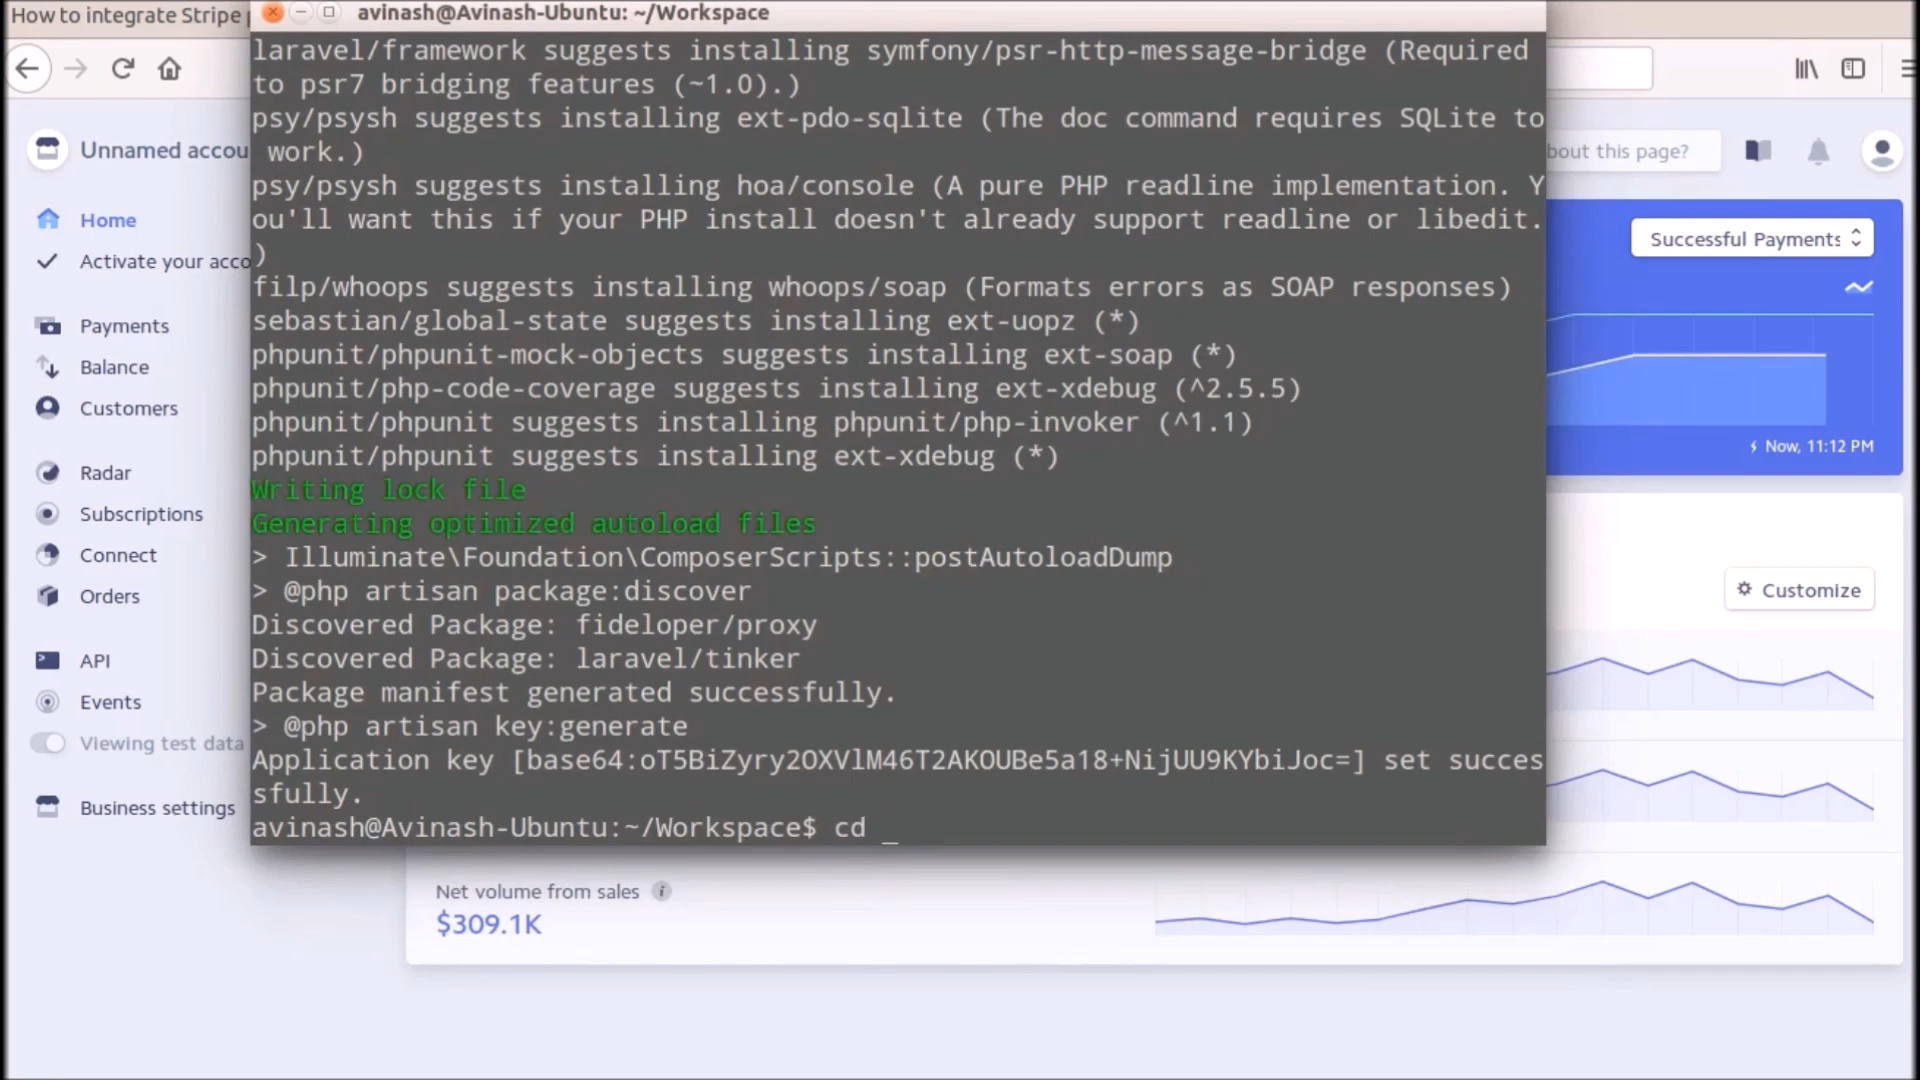 How to integrate Stripe
avinash@Avinash-Ubuntu: ~/Workspace
laravel/framework suggests installing symfony/psr-http-message-bridge (Required
to psr7 bridging features (~1.0).)
psy/psysh suggests installing ext-pdo-sqlite (The doc command requires SQLite to
work.)
psy/psysh suggests installing hoa/console (A pure PHP readline implementation. Y
ou'll want this if your PHP install doesn't already support readline or libedit.
)
filp/whoops suggests installing whoops/soap (Formats errors as SOAP responses)
sebastian/global-state suggests installing ext-uopz (*)
phpunit/phpunit-mock-objects suggests installing ext-soap (*)
phpunit/php-code-coverage suggests installing ext-xdebug (^2.5.5)
phpunit/phpunit suggests installing phpunit/php-invoker (^1.1)
phpunit/phpunit suggests installing ext-xdebug (*)
Writing lock file
Generating optimized autoload files
> Illuminate\Foundation\ComposerScripts::postAutoloadDump
> @php artisan package:discover
Discovered Package: fideloper/proxy
Discovered Package: laravel/tinker
Package manifest generated successfully.
> @php artisan key:generate
Application key [base64:oT5BiZyry2OXVlM46T2AKOUBe5a18+NijUU9KYbiJoc=] set succes
sfully.
avinash@Avinash-Ubuntu:~/Workspace$ cd _
Unnamed accou
Home
Activate your acco
Payments
Balance
Customers
Radar
Subscriptions
Connect
Orders
API
Events
Viewing test data
Business settings
bout this page?
Successful Payments
Now, 11:12 PM
Customize
Net volume from sales
$309.1K